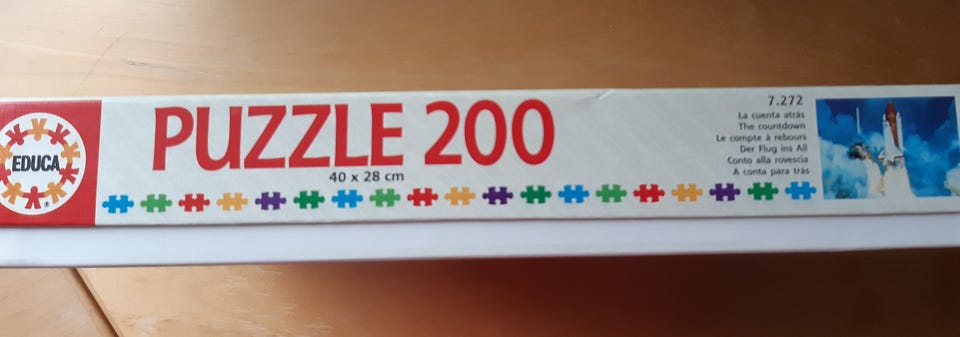 EDUCA
PUZZLE 200
40 x 28 cm
7.272
La cuenta atrás
The countdown
Le compte à rebours
Der Flug ins All
Conto alla rovescia
A conta para trás